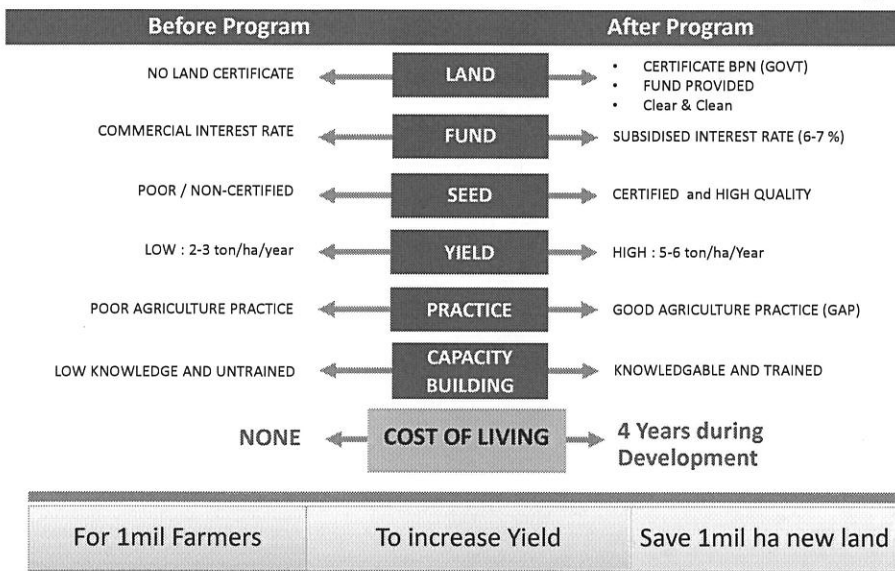 Before Program
After Program
NO LAND CERTIFICATE
LAND
• CERTIFICATE BPN (GOVT)
• FUND PROVIDED
• Clear & Clean
COMMERCIAL INTEREST RATE
FUND
SUBSIDISED INTEREST RATE (6-7 %)
POOR / NON-CERTIFIED
SEED
CERTIFIED and HIGH QUALITY
LOW : 2-3 ton/ha/year
YIELD
HIGH : 5-6 ton/ha/Year
POOR AGRICULTURE PRACTICE
PRACTICE
GOOD AGRICULTURE PRACTICE (GAP)
LOW KNOWLEDGE AND UNTRAINED
CAPACITY
BUILDING
KNOWLEDGABLE AND TRAINED
NONE
COST OF LIVING
4 Years during
Development
For 1mil Farmers
To increase Yield
Save 1mil ha new land